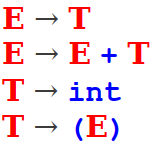 E → T
E → E + T
T → int
T → (E)